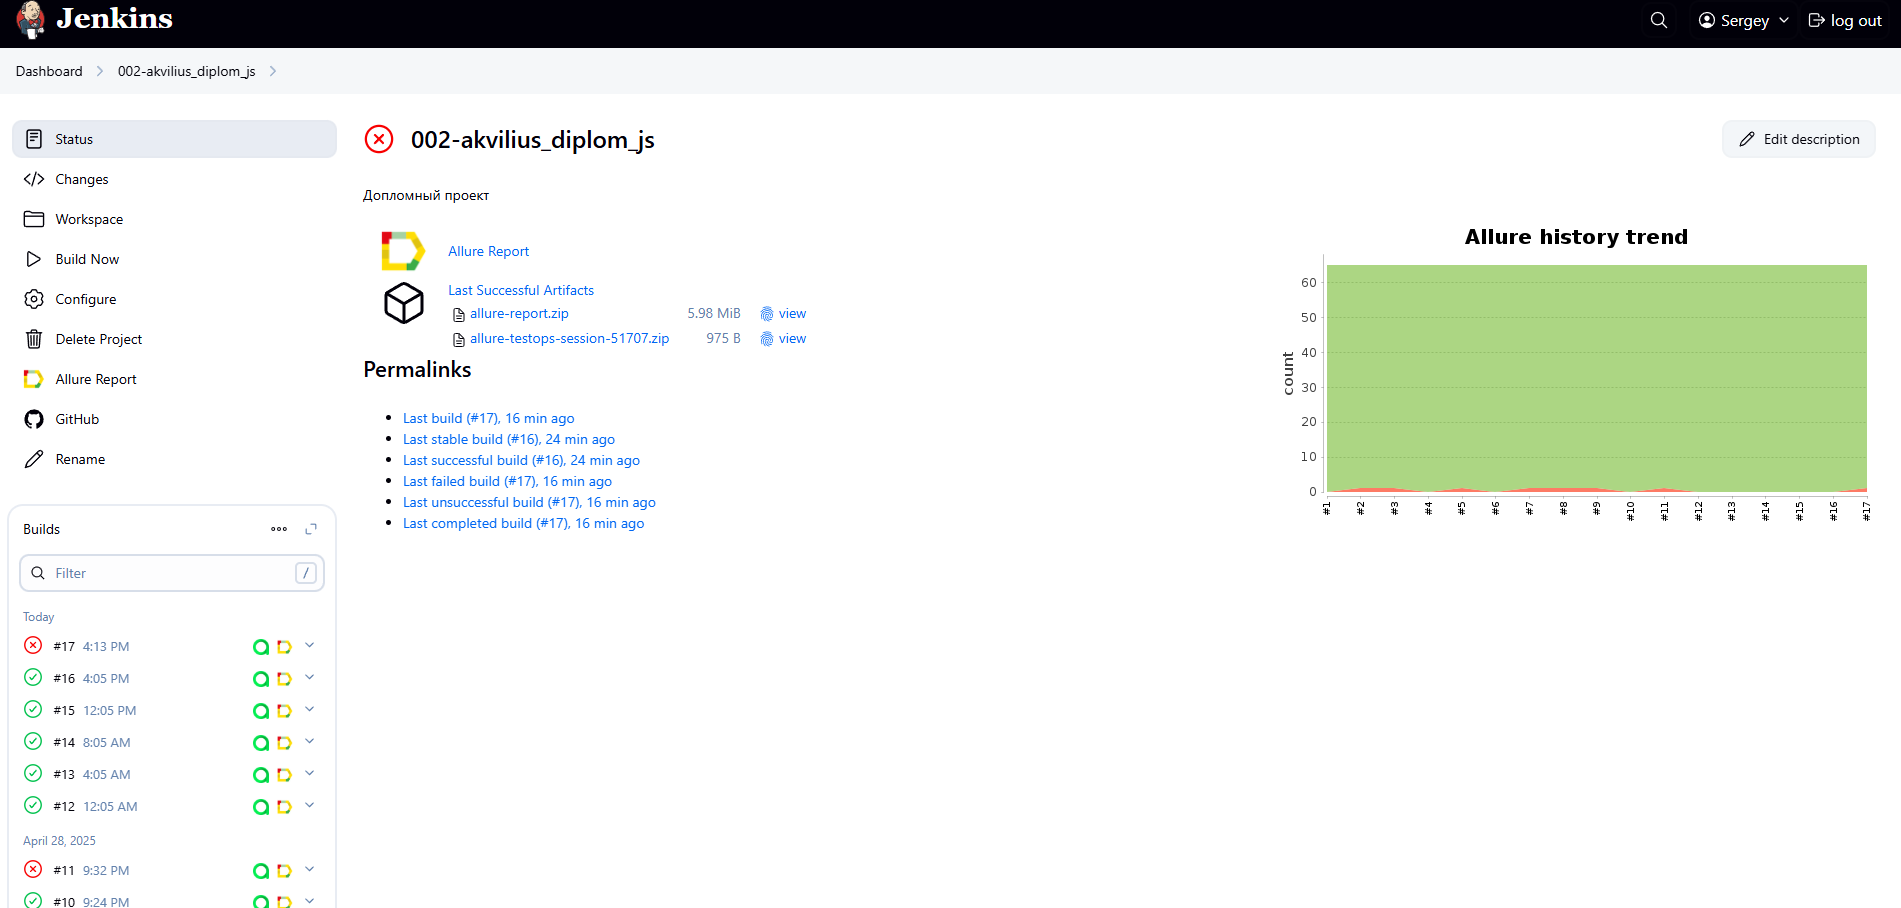 Jenkins
Sergey
log out
Dashboard
002-akvilius_diplom_js
Status
Changes
Workspace
Build Now
Configure
Delete Project
Allure Report
GitHub
Rename
Builds
Filter
/
Today
#17 4:13 PM
#16 4:05 PM
#15 12:05 PM
#14 8:05 AM
#13 4:05 AM
#12 12:05 AM
April 28, 2025
#11 9:32 PM
#10 9:24 PM
002-akvilius_diplom_js
Edit description
Допломный проект
Allure Report
Last Successful Artifacts
allure-report.zip 5.98 MiB view
allure-testops-session-51707.zip 975 B view
Permalinks
Last build (#17), 16 min ago
Last stable build (#16), 24 min ago
Last successful build (#16), 24 min ago
Last failed build (#17), 16 min ago
Last unsuccessful build (#17), 16 min ago
Last completed build (#17), 16 min ago
Allure history trend
count
60
50
40
30
20
10
0
#1 #2 #3 #4 #5 #6 #7 #8 #9 #10 #11 #12 #13 #14 #15 #16 #17